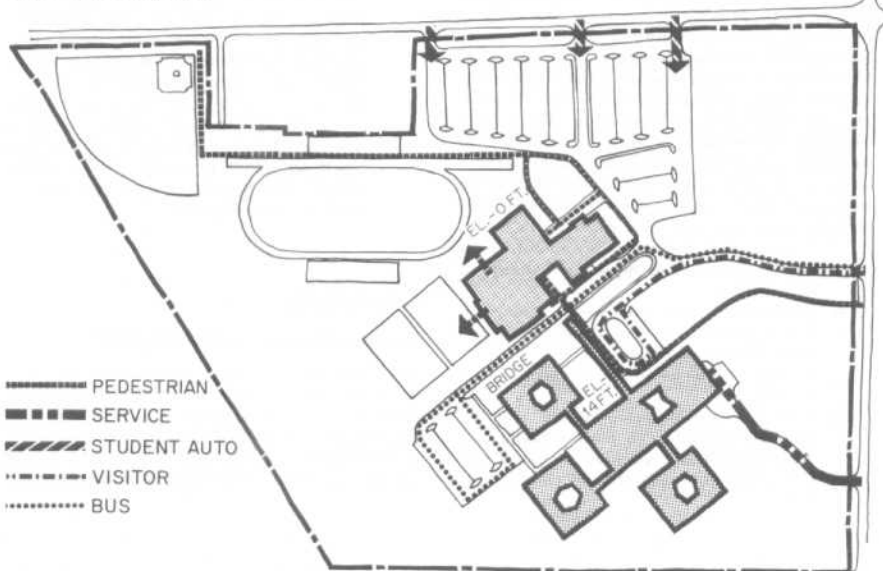 EL.-0 FT.
BRIDGE
EL.-
14 FT.
PEDESTRIAN
SERVICE
STUDENT AUTO
VISITOR
BUS